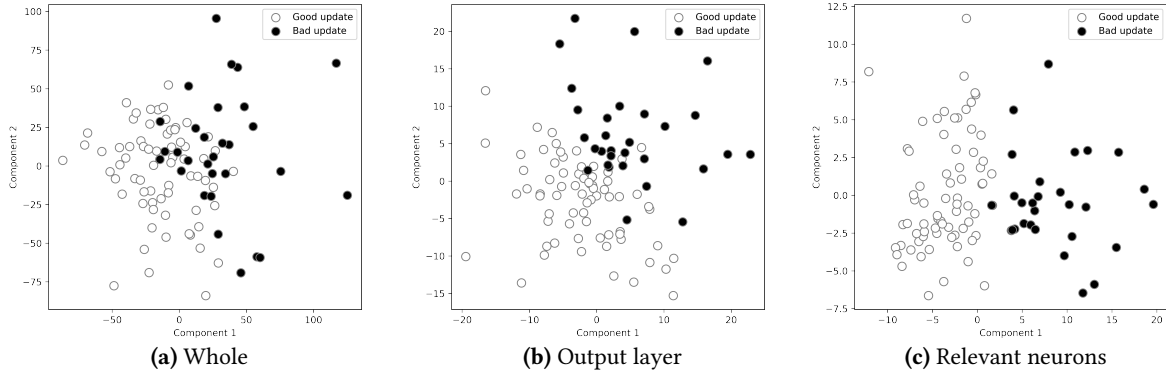 Good update
Bad update
100
75
50
25
0
−25
−50
−75
Component 2
−50
0
50
100
Component 1
(a) Whole
Good update
Bad update
20
15
10
5
0
−5
−10
−15
Component 2
−20
−10
0
10
20
Component 1
(b) Output layer
Good update
Bad update
12.5
10.0
7.5
5.0
2.5
0.0
−2.5
−5.0
−7.5
Component 2
−10
−5
0
5
10
15
20
Component 1
(c) Relevant neurons